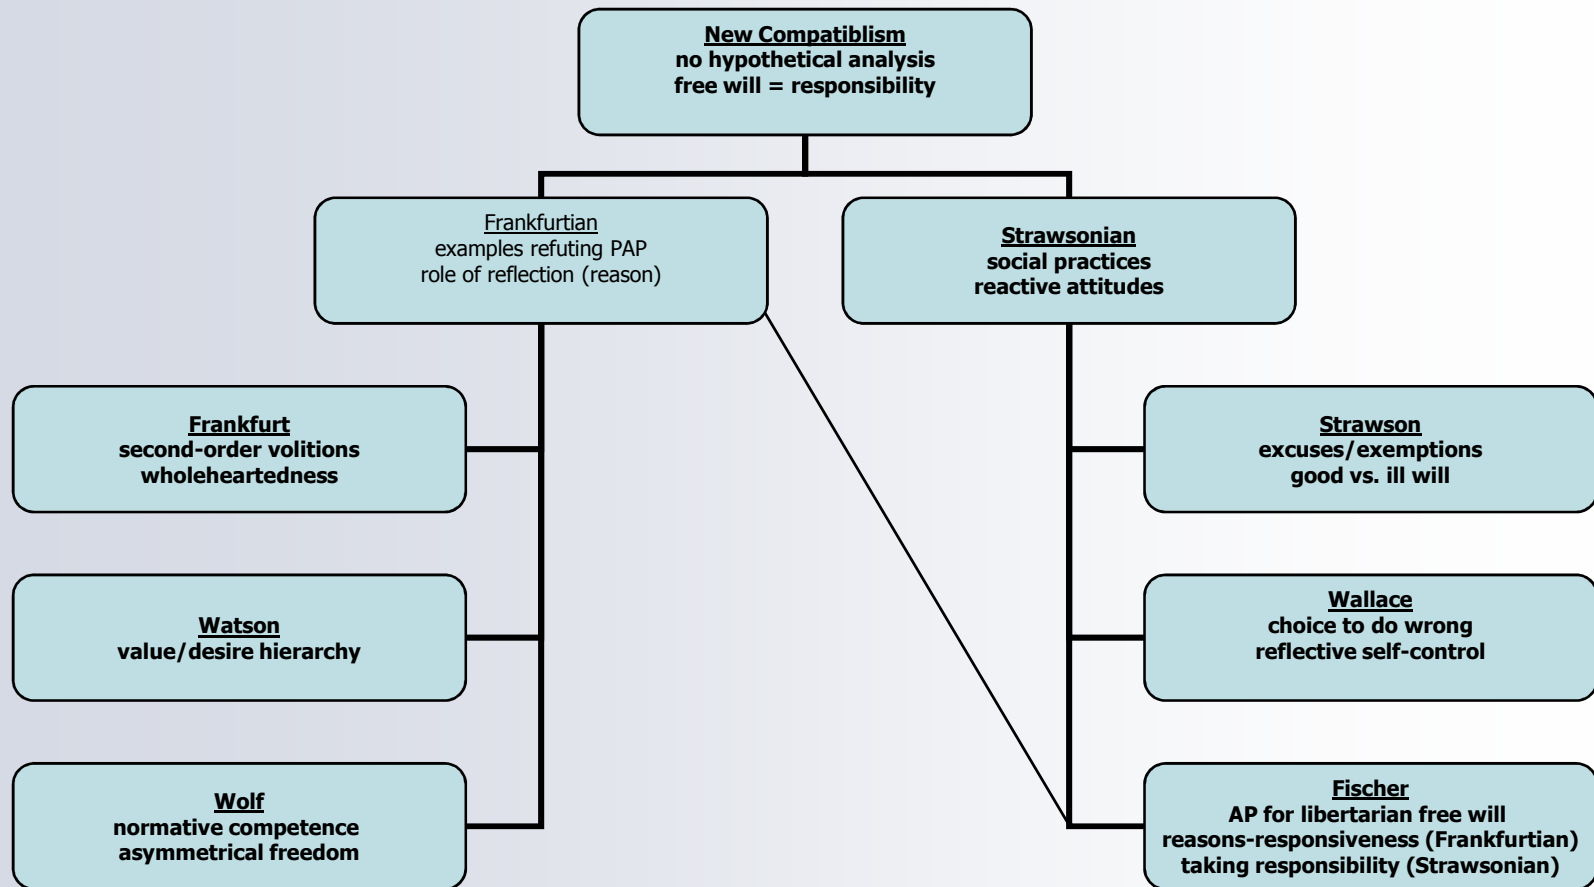 New Compatiblism
no hypothetical analysis
free will = responsibility
Frankfurtian
examples refuting PAP
role of reflection (reason)
Strawsonian
social practices
reactive attitudes
Frankfurt
second-order volitions
wholeheartedness
Strawson
excuses/exemptions
good vs. ill will
Watson
value/desire hierarchy
Wallace
choice to do wrong
reflective self-control
Wolf
normative competence
asymmetrical freedom
Fischer
AP for libertarian free will
reasons-responsiveness (Frankfurtian)
taking responsibility (Strawsonian)